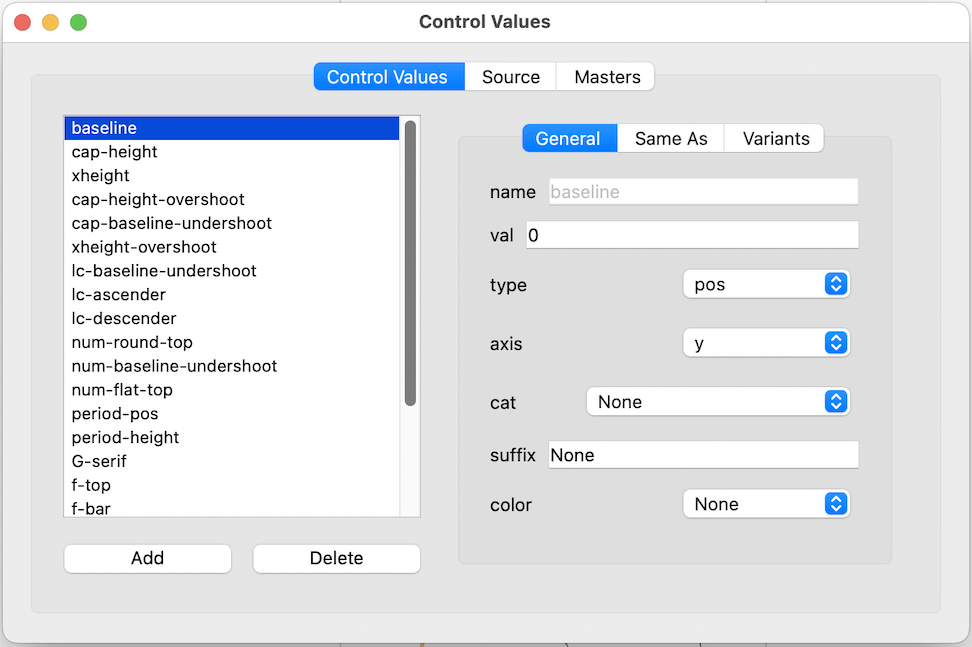 Control Values
Control Values Source Masters
baseline
cap-height
xheight
cap-height-overshoot
cap-baseline-undershoot
xheight-overshoot
lc-baseline-undershoot
lc-ascender
lc-descender
num-round-top
num-baseline-undershoot
num-flat-top
period-pos
period-height
G-serif
f-top
f-bar
Add Delete
General Same As Variants
name baseline
val 0
type pos
axis y
cat None
suffix None
color None